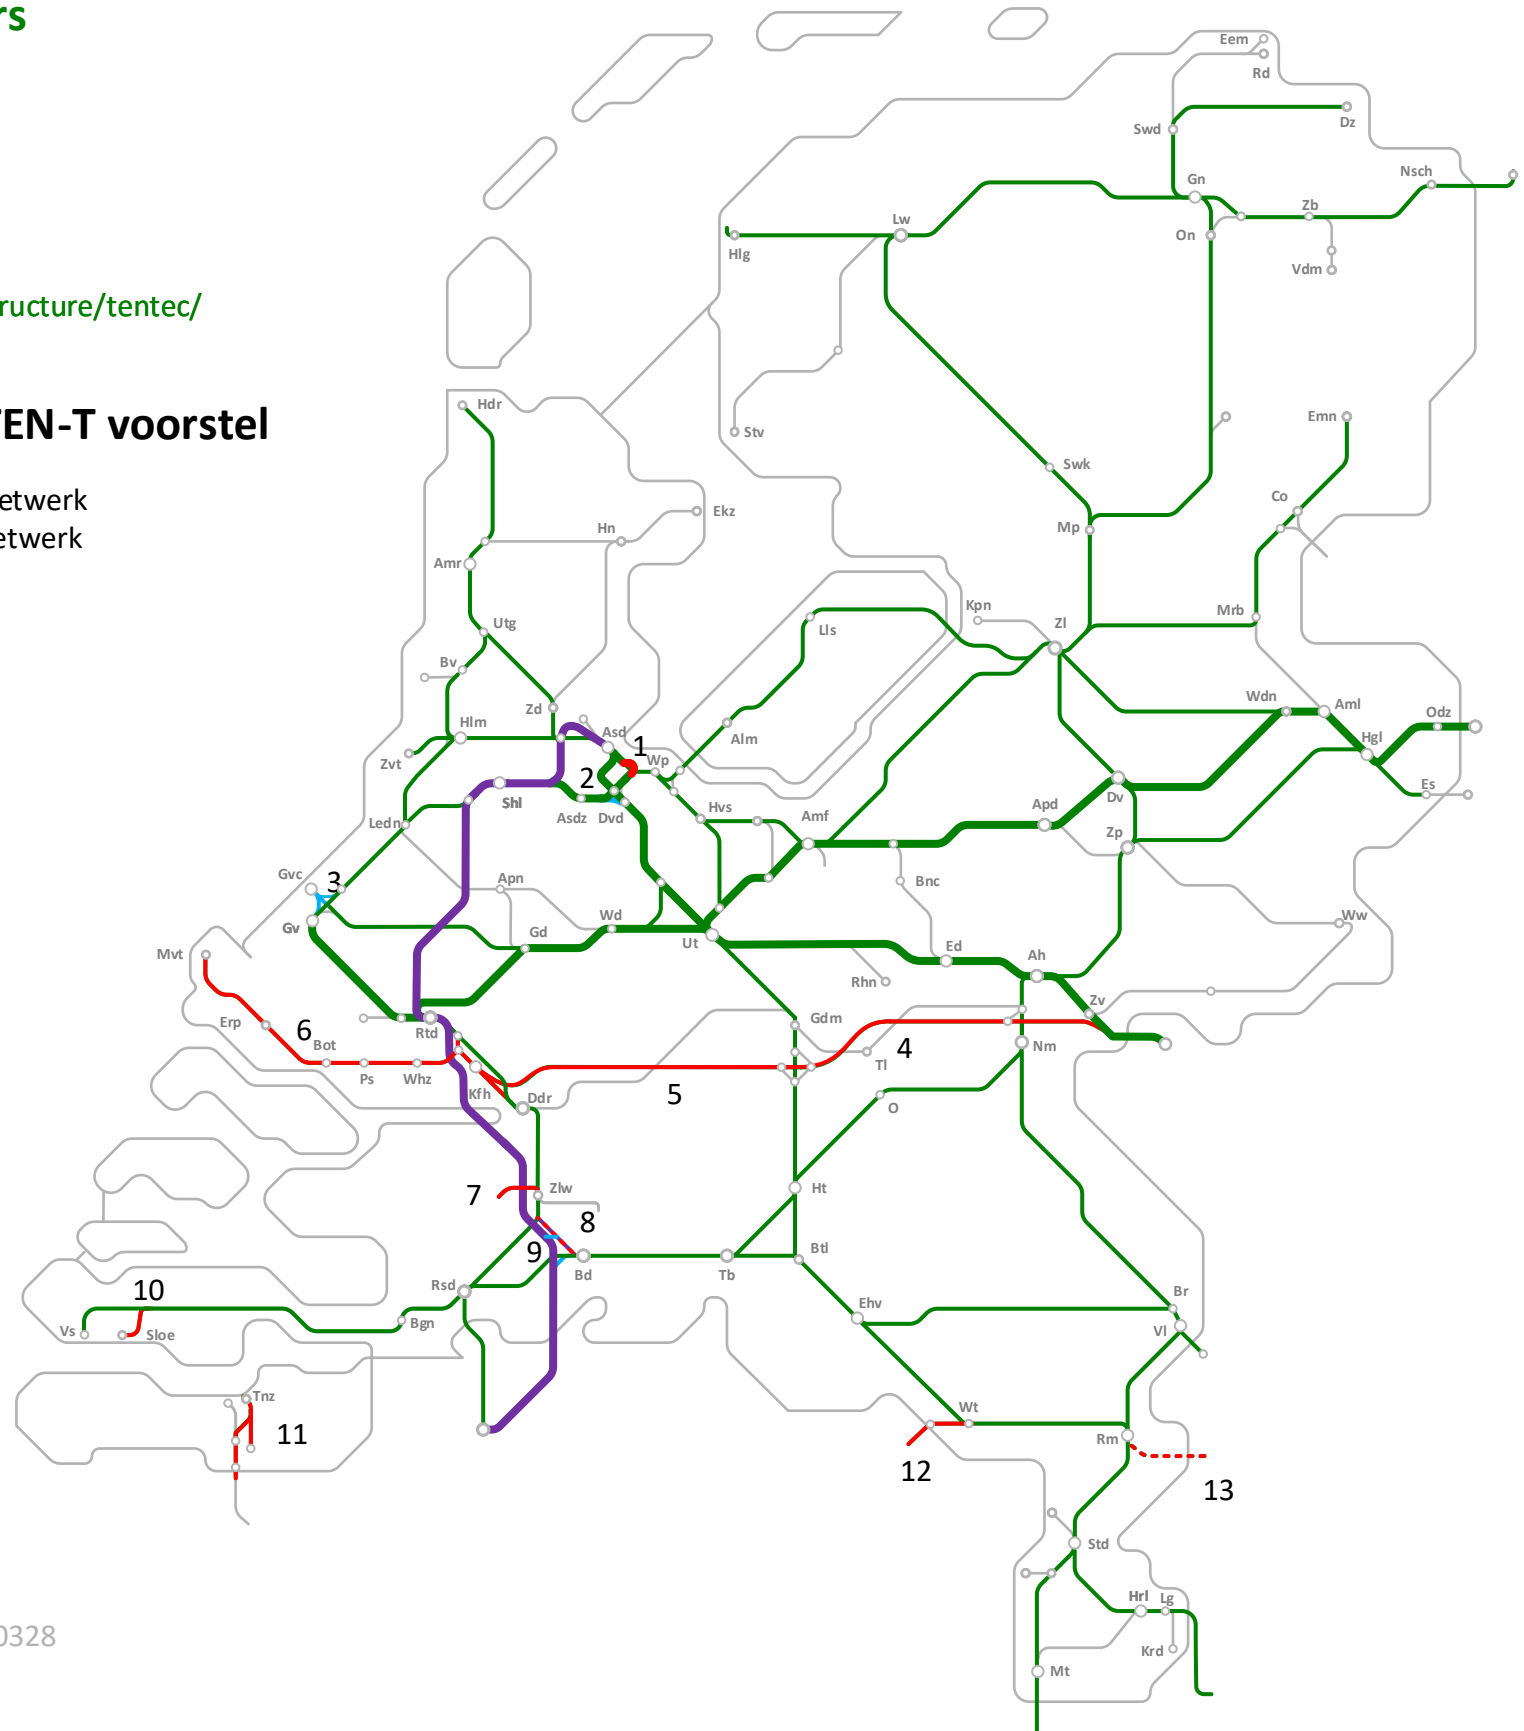 rs
Eem
Rd
Dz
Swd
Nsch
Gn
Zb
Lw
On
Hlg
Vdm
ructure/tentec/
Hdr
TEN-T voorstel
Emn
Stv
Swk
Co
etwerk
Ekz
Hn
Mp
etwerk
Amr
Kpn
Mrb
Utg
Lls
Zl
Bv
Wdn
Aml
Zd
Odz
Hlm
Asd
1
Alm
Hgl
Zvt
Wp
2
Es
Shl
Hvs
Apd
Dv
Ledn
Asdz
Dvd
Amf
Zp
Gvc
3
Apn
Bnc
Wd
Ww
Gv
Gd
Ut
Ed
Mvt
Ah
Rhn
Zv
Erp
6
Rtd
Gdm
Bot
4
Nm
Tl
Ps
Whz
Kfh
5
Ddr
O
7
Zlw
Ht
8
9
Btl
Bd
Tb
10
Rsd
Br
Ehv
Vs
Sloe
Bgn
Vl
Tnz
Wt
11
Rm
12
13
Std
Hrl
Lg
0328
Krd
Mt